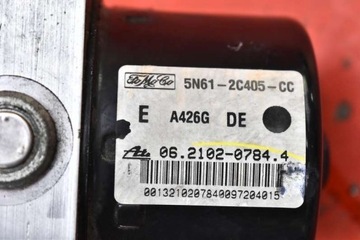 FoMoCo 5N61-2C405-CC
E A426G DE
Ate 06.2102-0784.4
0013210207840097204015